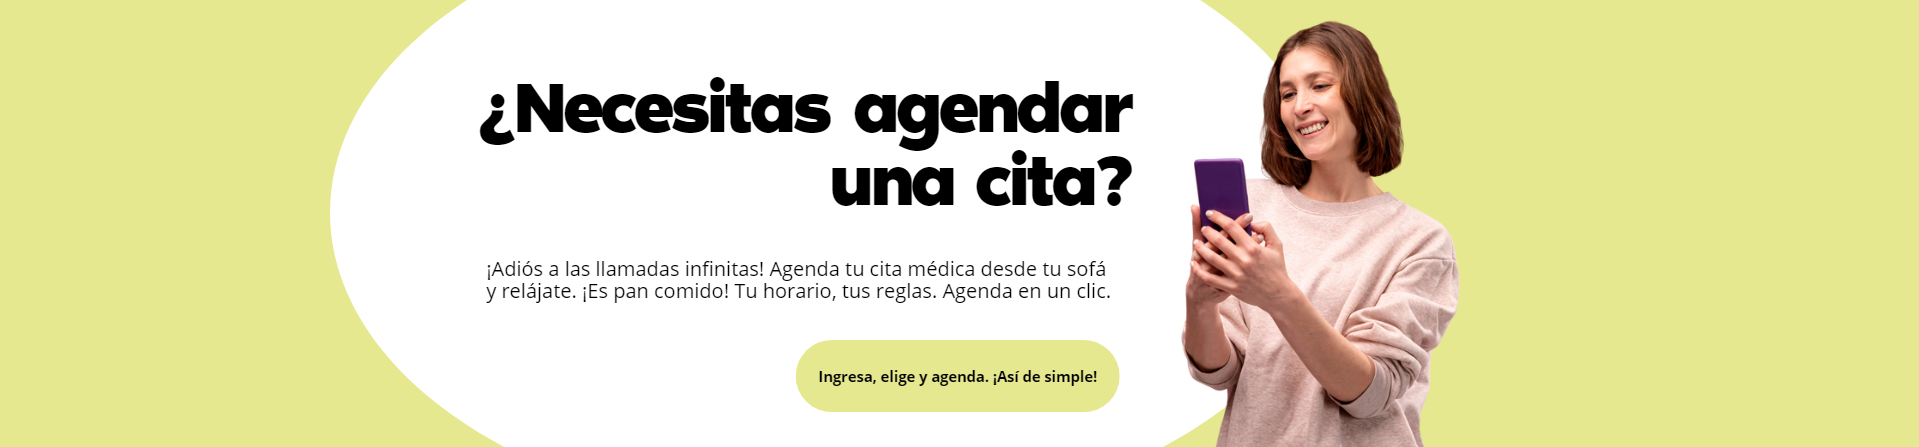 ¿Necesitas agendar
una cita?
¡Adiós a las llamadas infinitas! Agenda tu cita médica desde tu sofá
y relájate. ¡Es pan comido! Tu horario, tus reglas. Agenda en un clic.
Ingresa, elige y agenda. ¡Así de simple!